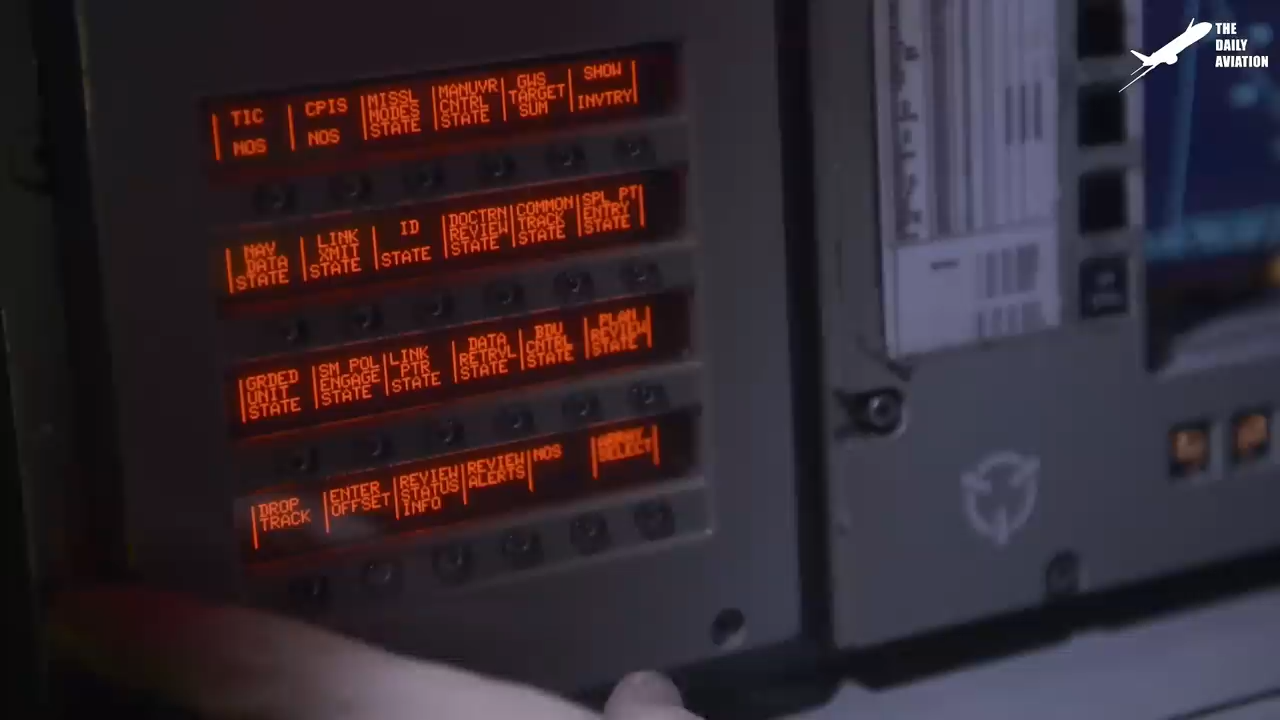 THE
DAILY
AVIATION
TIC
NOS
CPIS
NOS
MISSL
MODES
STATE
MANUVR
CNTRL
STATE
GWS
TARGET
SUM
SHOW
INVTRY
NAV
DATA
STATE
LINK
XMIT
STATE
ID
STATE
DOCTRN
REVIEW
STATE
COMMON
TRACK
STATE
SPL PT
ENTRY
STATE
GRDED
UNIT
STATE
SM POL
ENGAGE
STATE
LINK
PTR
STATE
DATA
RETRVL
STATE
BDU
CNTRL
STATE
PLAN
REVIEW
STATE
DROP
TRACK
ENTER
OFFSET
REVIEW
STATUS
INFO
REVIEW
ALERTS
NOS
SELECT